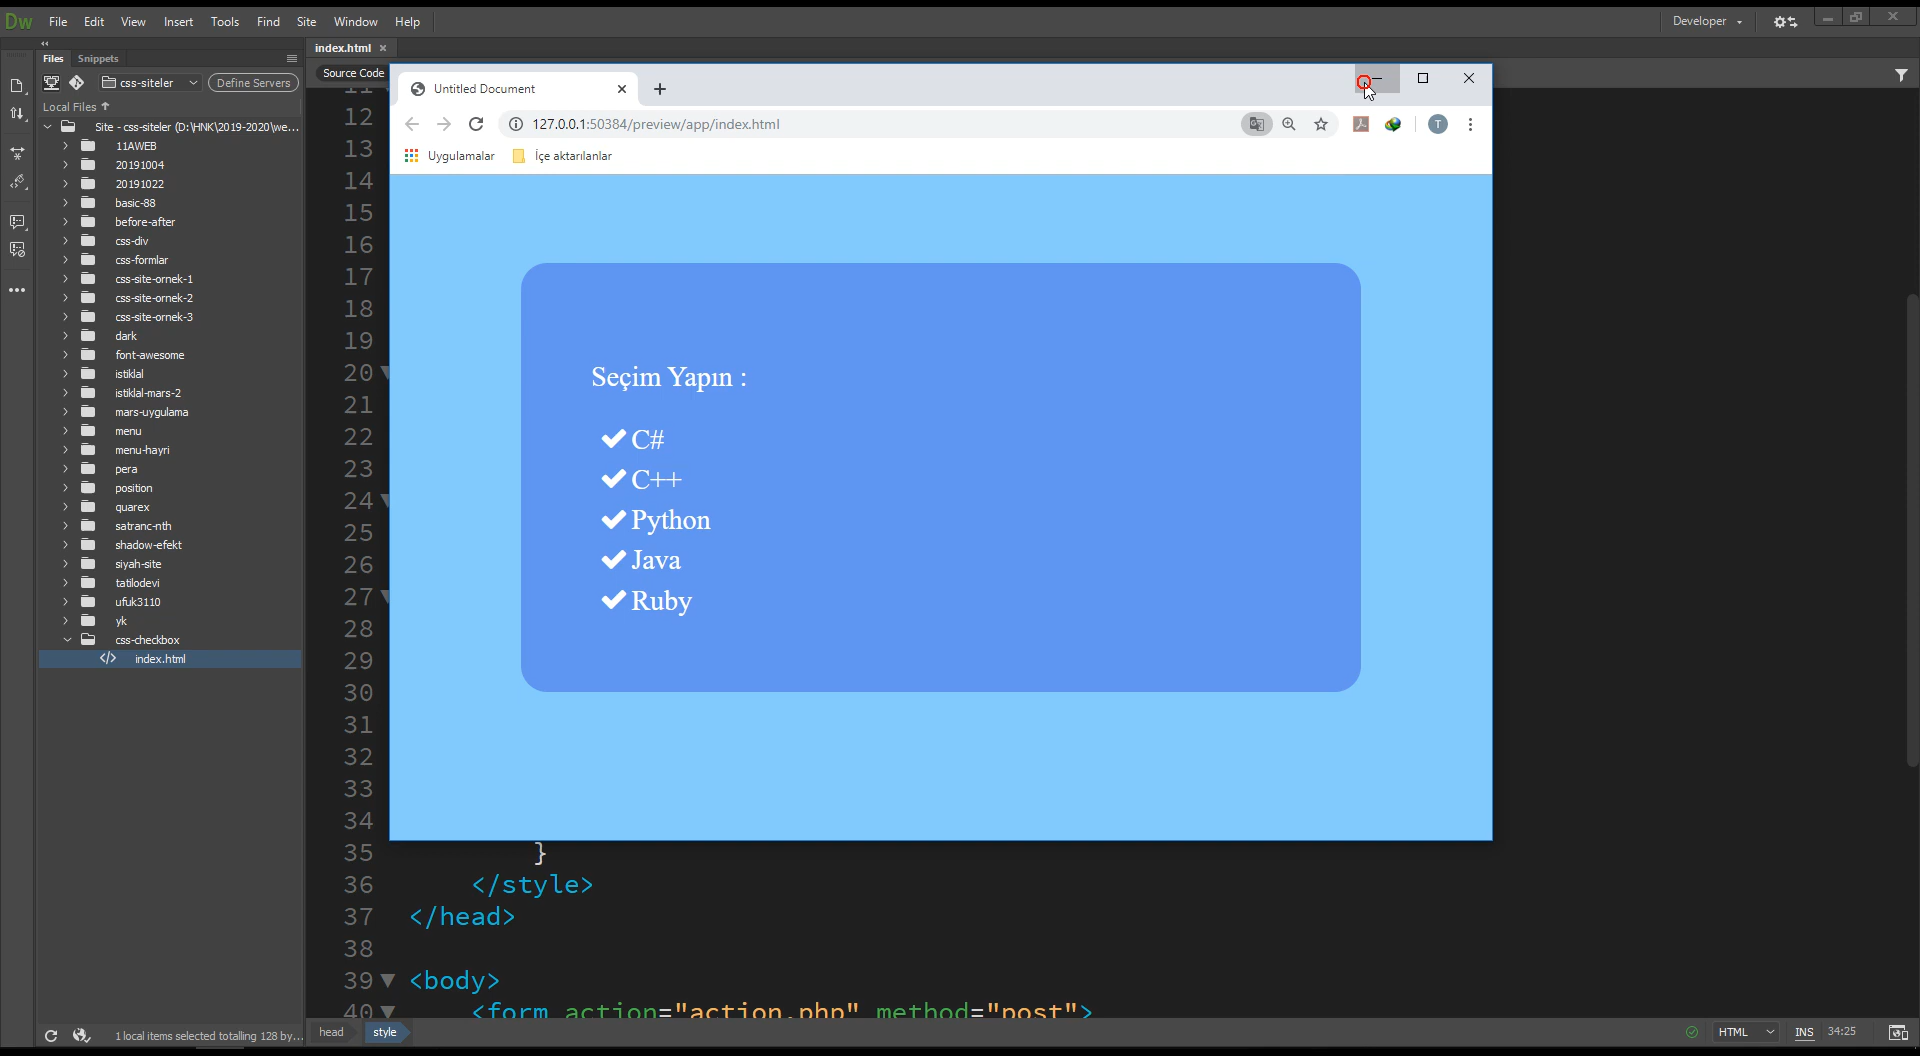 Dw File Edit View Insert Tools Find Site Window Help Developer
index.html
Files Snippets
Source Code
css-siteler Define Servers
Local Files
Site - css-siteler (D:\HNK\2019-2020\we...
11AWEB
20191004
20191022
basic-88
before-after
css-div
css-formlar
css-site-ornek-1
css-site-ornek-2
css-site-ornek-3
dark
font-awesome
istiklal
istiklal-mars-2
mars-uygulama
menu
menu-hayri
pera
position
quarex
satranc-nth
shadow-efekt
siyah-site
tatilodevi
ufuk3110
yk
css-checkbox
index.html
1 local items selected totalling 128 by...
Untitled Document
127.0.0.1:50384/preview/app/index.html
T
Uygulamalar İçe aktarılanlar
Seçim Yapın :
C#
C++
Python
Java
Ruby
11
12
13
14
15
16
17
18
19
20
21
22
23
24
25
26
27
28
29
30
31
32
33
34
35 }
36 </style>
37 </head>
38
39 <body>
40 <form action="action.php" method="post">
head style
HTML INS 34:25